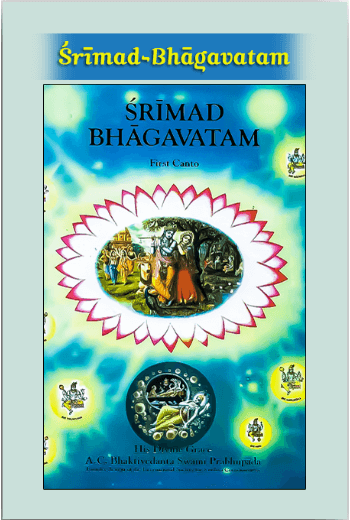 Śrīmad-Bhāgavatam
ŚRĪMAD
BHĀGAVATAM
First Canto
His Divine Grace
A.C. Bhaktivedanta Swami Prabhupāda